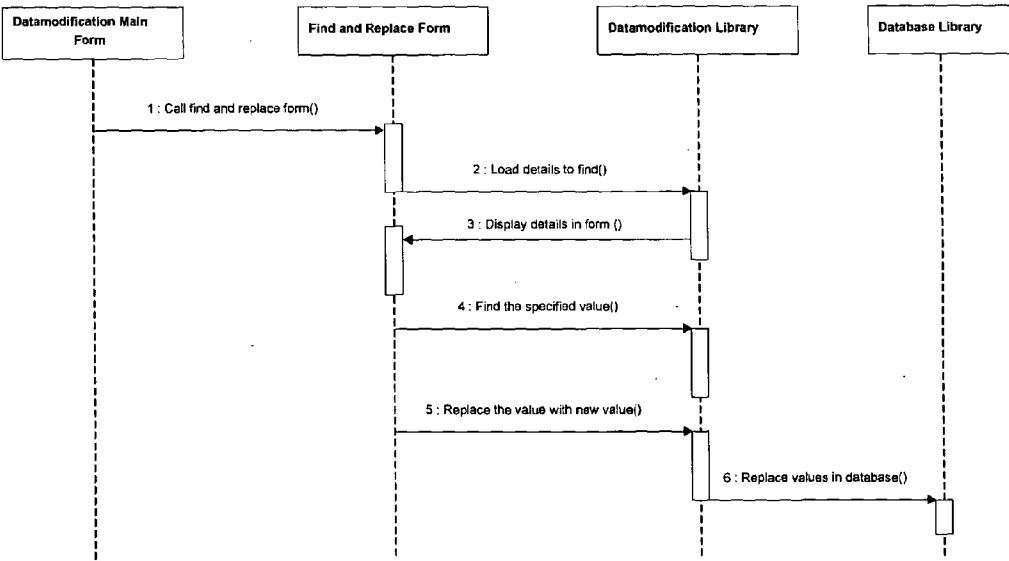 Datamodification Main
Form
Find and Replace Form
Datamodification Library
Database Library
1 : Call find and replace form()
2 : Load details to find()
3 : Display details in form ()
4 : Find the specified value()
5 : Replace the value with new value()
6 : Replace values in database()